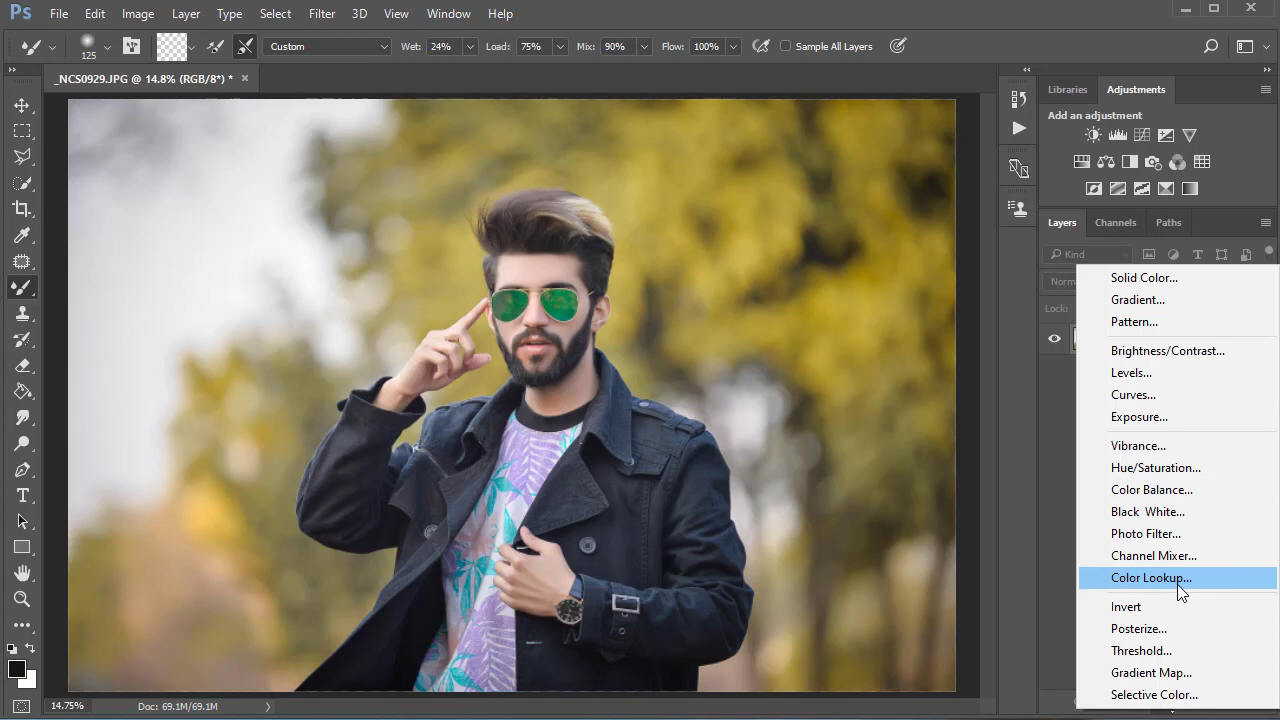 Ps File Edit Image Layer Type Select Filter 3D View Window Help
125 Custom Wet: 24% Load: 75% Mix: 90% Flow: 100% Sample All Layers
_NCS0929.JPG @ 14.8% (RGB/8*) *
Libraries Adjustments
Add an adjustment
Layers Channels Paths
Kind
Norm
Lock:
Solid Color...
Gradient...
Pattern...
Brightness/Contrast...
Levels...
Curves...
Exposure...
Vibrance...
Hue/Saturation...
Color Balance...
Black  White...
Photo Filter...
Channel Mixer...
Color Lookup...
Invert
Posterize...
Threshold...
Gradient Map...
Selective Color...
14.75% Doc: 69.1M/69.1M